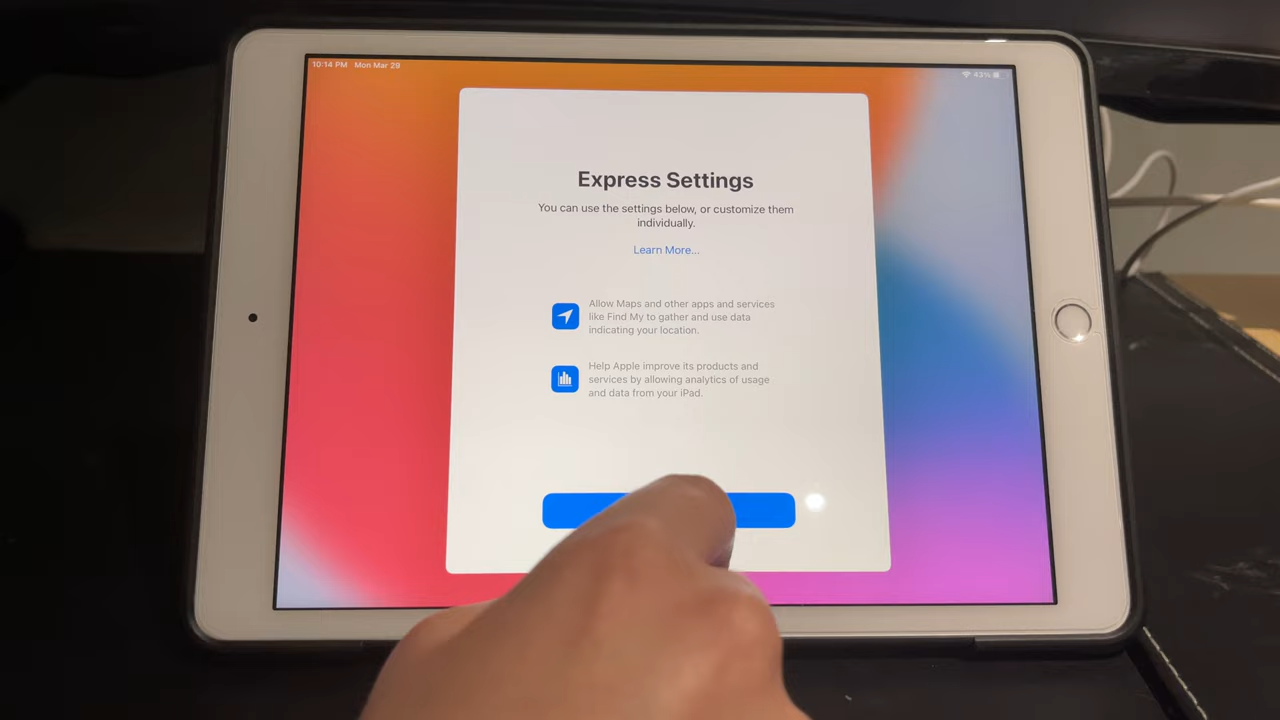 10:14 PM Mon Mar 29
43%
Express Settings
You can use the settings below, or customize them
individually.
Learn More...
Allow Maps and other apps and services
like Find My to gather and use data
indicating your location.
Help Apple improve its products and
services by allowing analytics of usage
and data from your iPad.